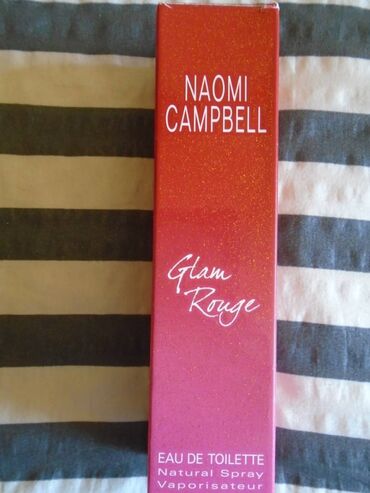 NAOMI
CAMPBELL
Glam
Rouge
EAU DE TOILETTE
Natural Spray
Vaporisateur